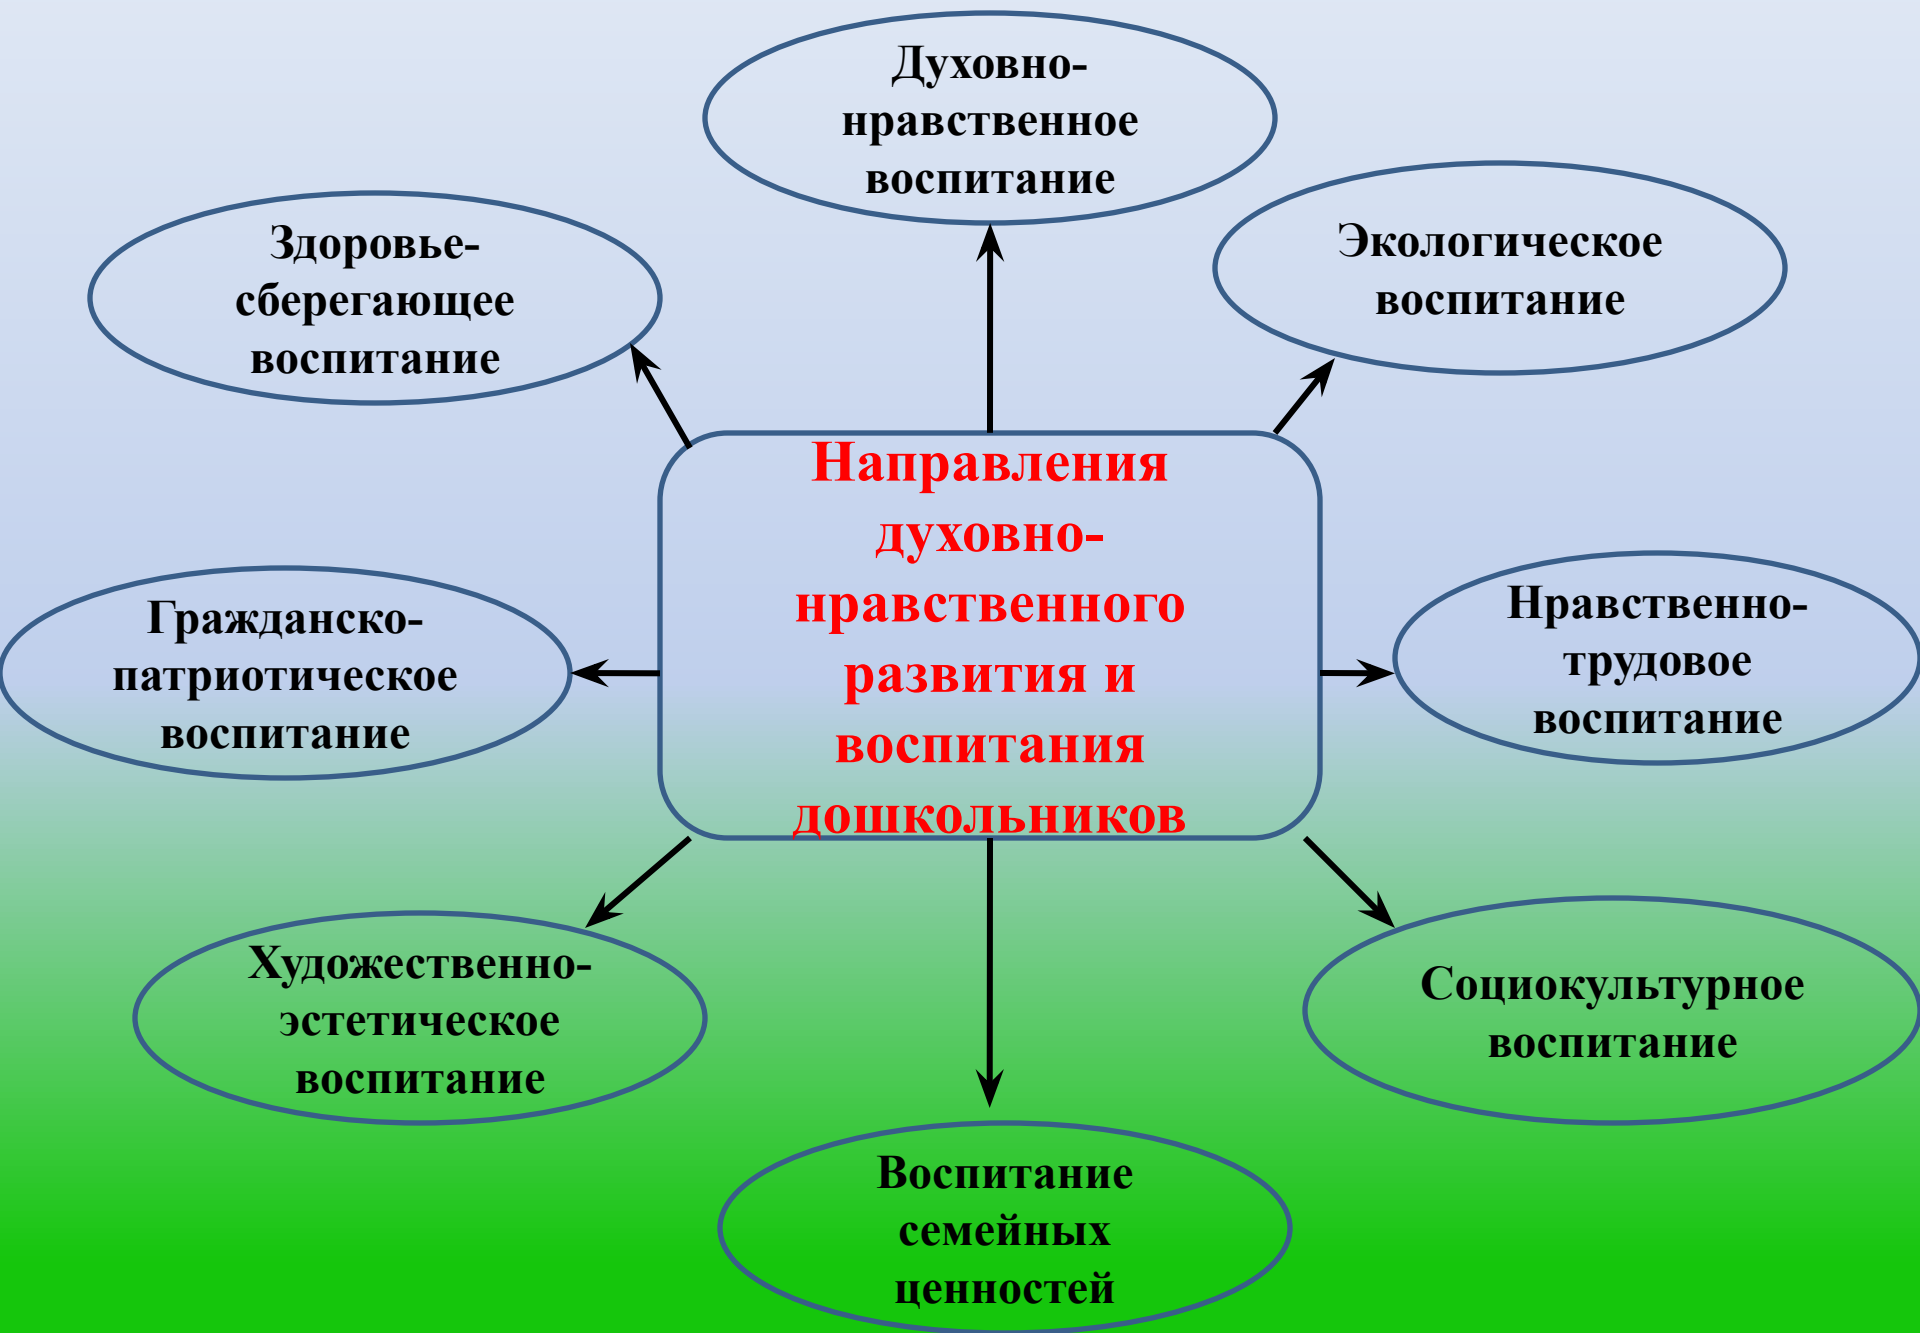 Духовно-
нравственное
воспитание
Здоровье-
сберегающее
воспитание
Экологическое
воспитание
Направления
духовно-
нравственного
развития и
воспитания
дошкольников
Гражданско-
патриотическое
воспитание
Нравственно-
трудовое
воспитание
Художественно-
эстетическое
воспитание
Социокультурное
воспитание
Воспитание
семейных
ценностей